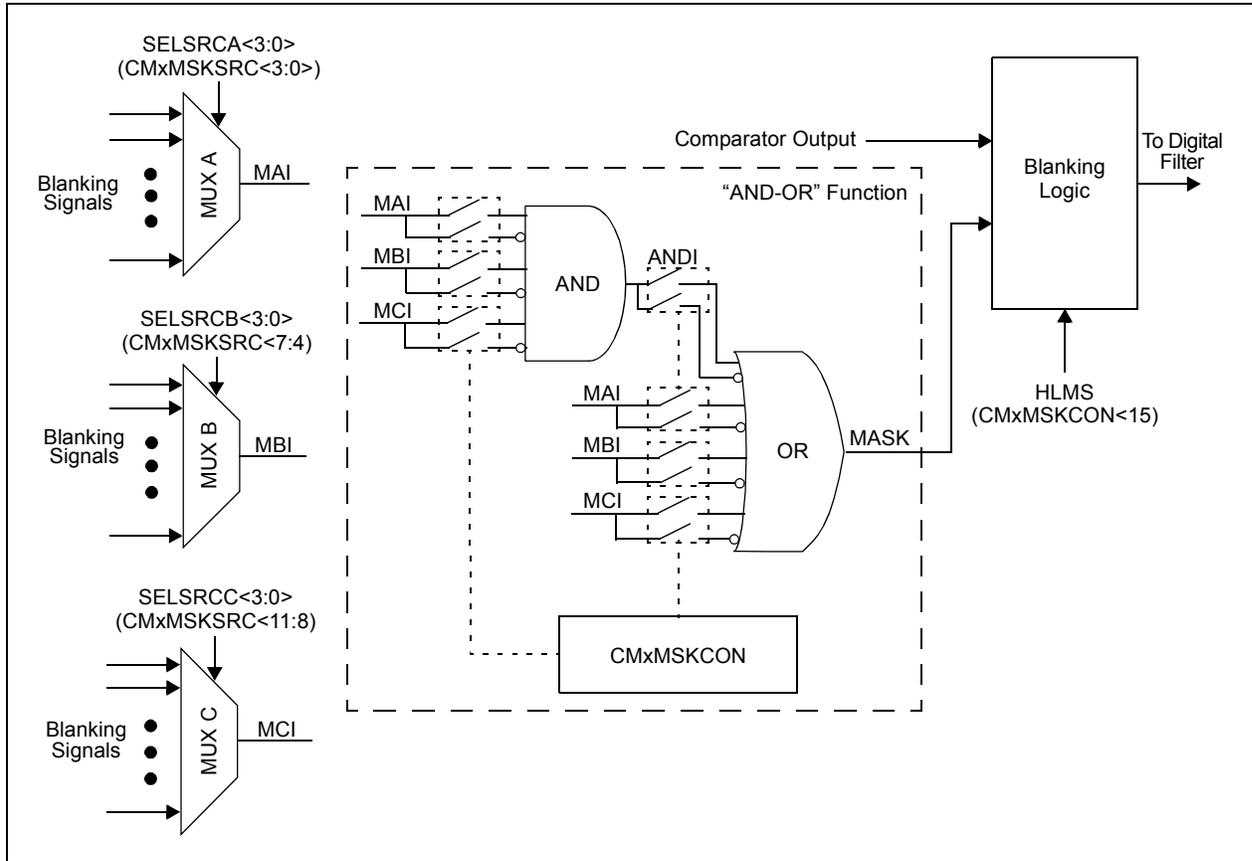 SELSRCA<3:0>
(CMxMSKSRC<3:0>)
Blanking
Signals
MUX A
MAI
SELSRCB<3:0>
(CMxMSKSRC<7:4)
Blanking
Signals
MUX B
MBI
SELSRCC<3:0>
(CMxMSKSRC<11:8)
Blanking
Signals
MUX C
MCI
“AND-OR” Function
MAI
MBI
MCI
AND
ANDI
MAI
MBI
MCI
OR
MASK
CMxMSKCON
Comparator Output
Blanking
Logic
To Digital
Filter
HLMS
(CMxMSKCON<15)